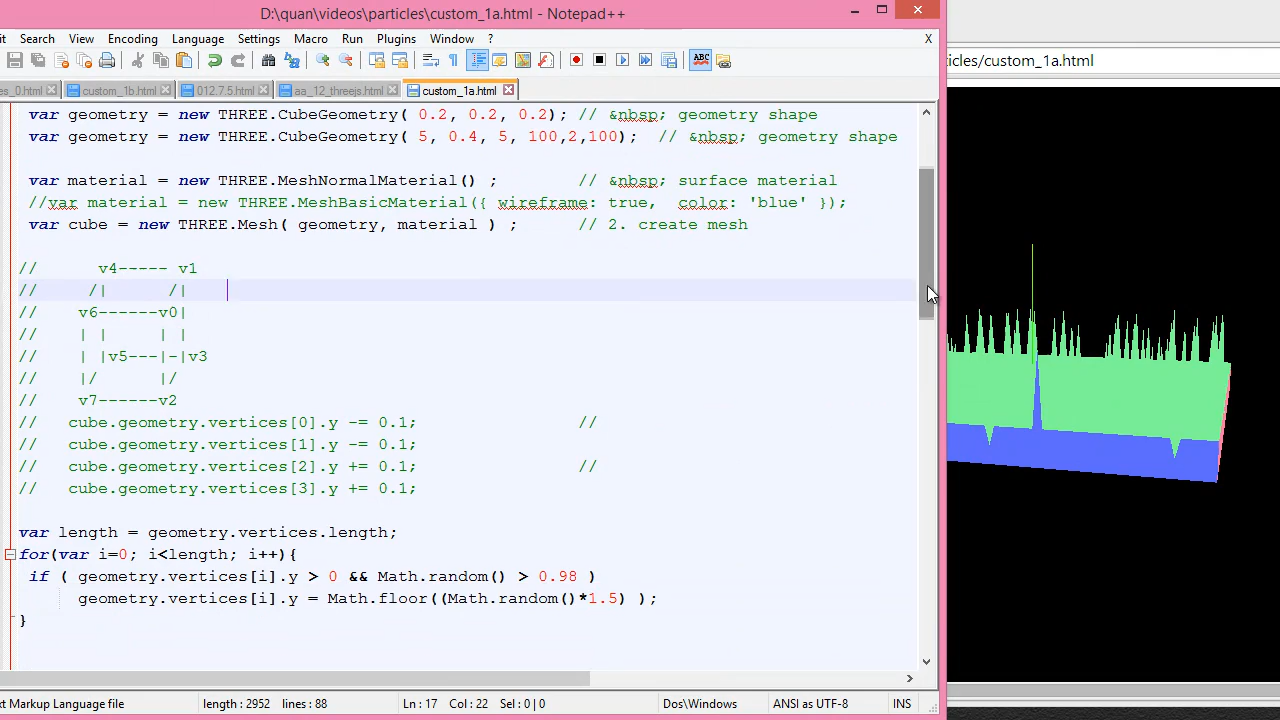 D:\quan\videos\particles\custom_1a.html - Notepad++
Search View Encoding Language Settings Macro Run Plugins Window ? X
ticles/custom_1a.html
es_0.html custom_1b.html 012.7.5.html aa_12_threejs.html custom_1a.html
var geometry = new THREE.CubeGeometry( 0.2, 0.2, 0.2); // &nbsp; geometry shape
var geometry = new THREE.CubeGeometry( 5, 0.4, 5, 100,2,100); // &nbsp; geometry shape
var material = new THREE.MeshNormalMaterial() ; // &nbsp; surface material
//var material = new THREE.MeshBasicMaterial({ wireframe: true, color: 'blue' });
var cube = new THREE.Mesh( geometry, material ) ; // 2. create mesh
// v4----- v1
// /| /|
// v6------v0|
// | | | |
// | |v5---|-|v3
// |/ |/
// v7------v2
// cube.geometry.vertices[0].y -= 0.1; //
// cube.geometry.vertices[1].y -= 0.1;
// cube.geometry.vertices[2].y += 0.1; //
// cube.geometry.vertices[3].y += 0.1;
var length = geometry.vertices.length;
for(var i=0; i<length; i++){
if ( geometry.vertices[i].y > 0 && Math.random() > 0.98 )
geometry.vertices[i].y = Math.floor((Math.random()*1.5) );
}
xt Markup Language file length : 2952 lines : 88 Ln : 17 Col : 22 Sel : 0 | 0 Dos\Windows ANSI as UTF-8 INS